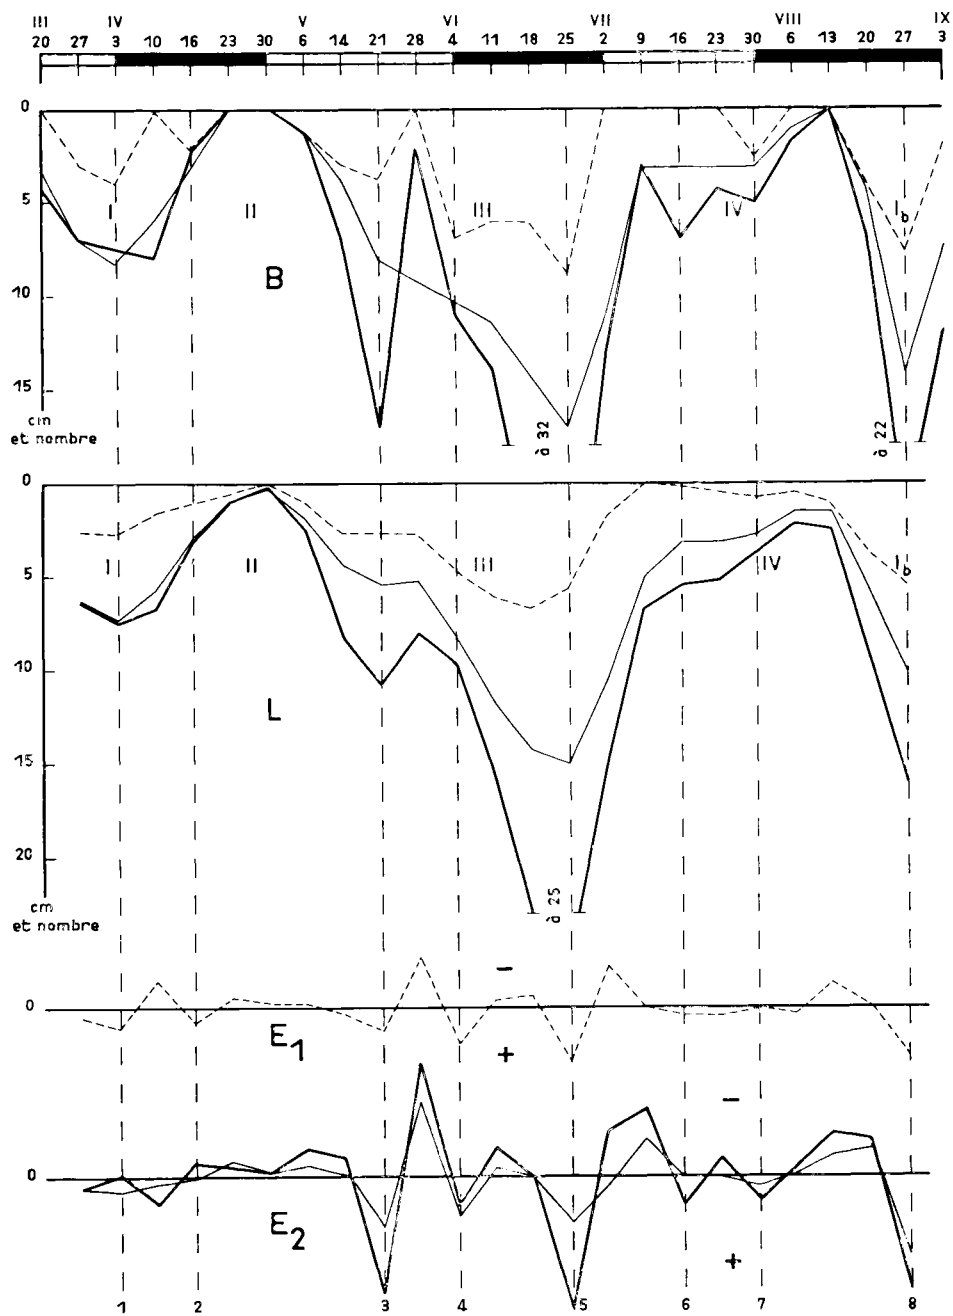 III IV V VI VII VIII IX
20 27 3 10 16 23 30 6 14 21 28 4 11 18 25 2 9 16 23 30 6 13 20 27 3
0
I II III IV Ib
5
B
10
15
cm
et nombre
à 32 à 22
0
I II III IV Ib
5
10
L
15
20
cm
et nombre
à 25
−
0
E1
+
−
0
E2
+
1 2 3 4 5 6 7 8